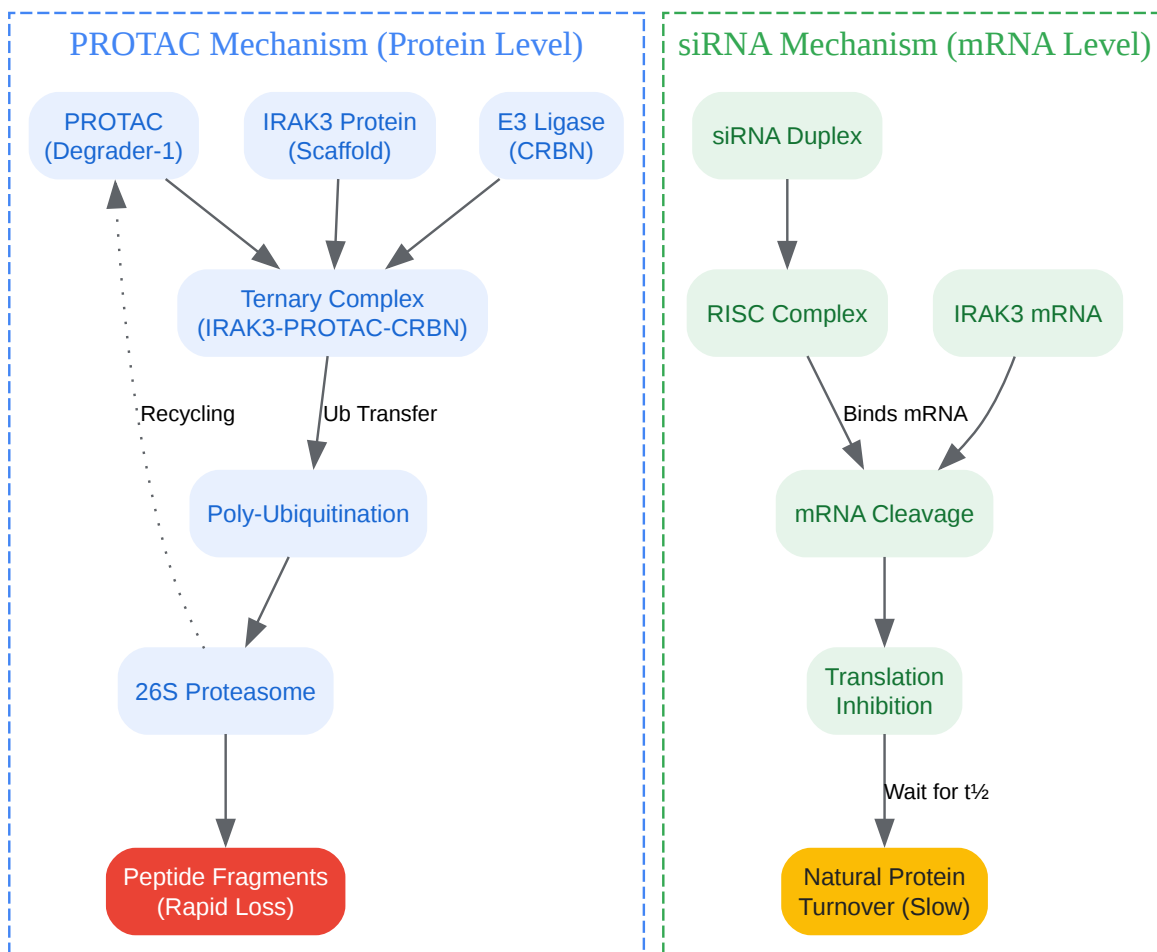 PROTAC Mechanism (Protein Level)
PROTAC
(Degrader-1)
IRAK3 Protein
(Scaffold)
E3 Ligase
(CRBN)
Ternary Complex
(IRAK3-PROTAC-CRBN)
Recycling
Ub Transfer
Poly-Ubiquitination
26S Proteasome
Peptide Fragments
(Rapid Loss)
siRNA Mechanism (mRNA Level)
siRNA Duplex
RISC Complex
IRAK3 mRNA
Binds mRNA
mRNA Cleavage
Translation
Inhibition
Wait for t½
Natural Protein
Turnover (Slow)